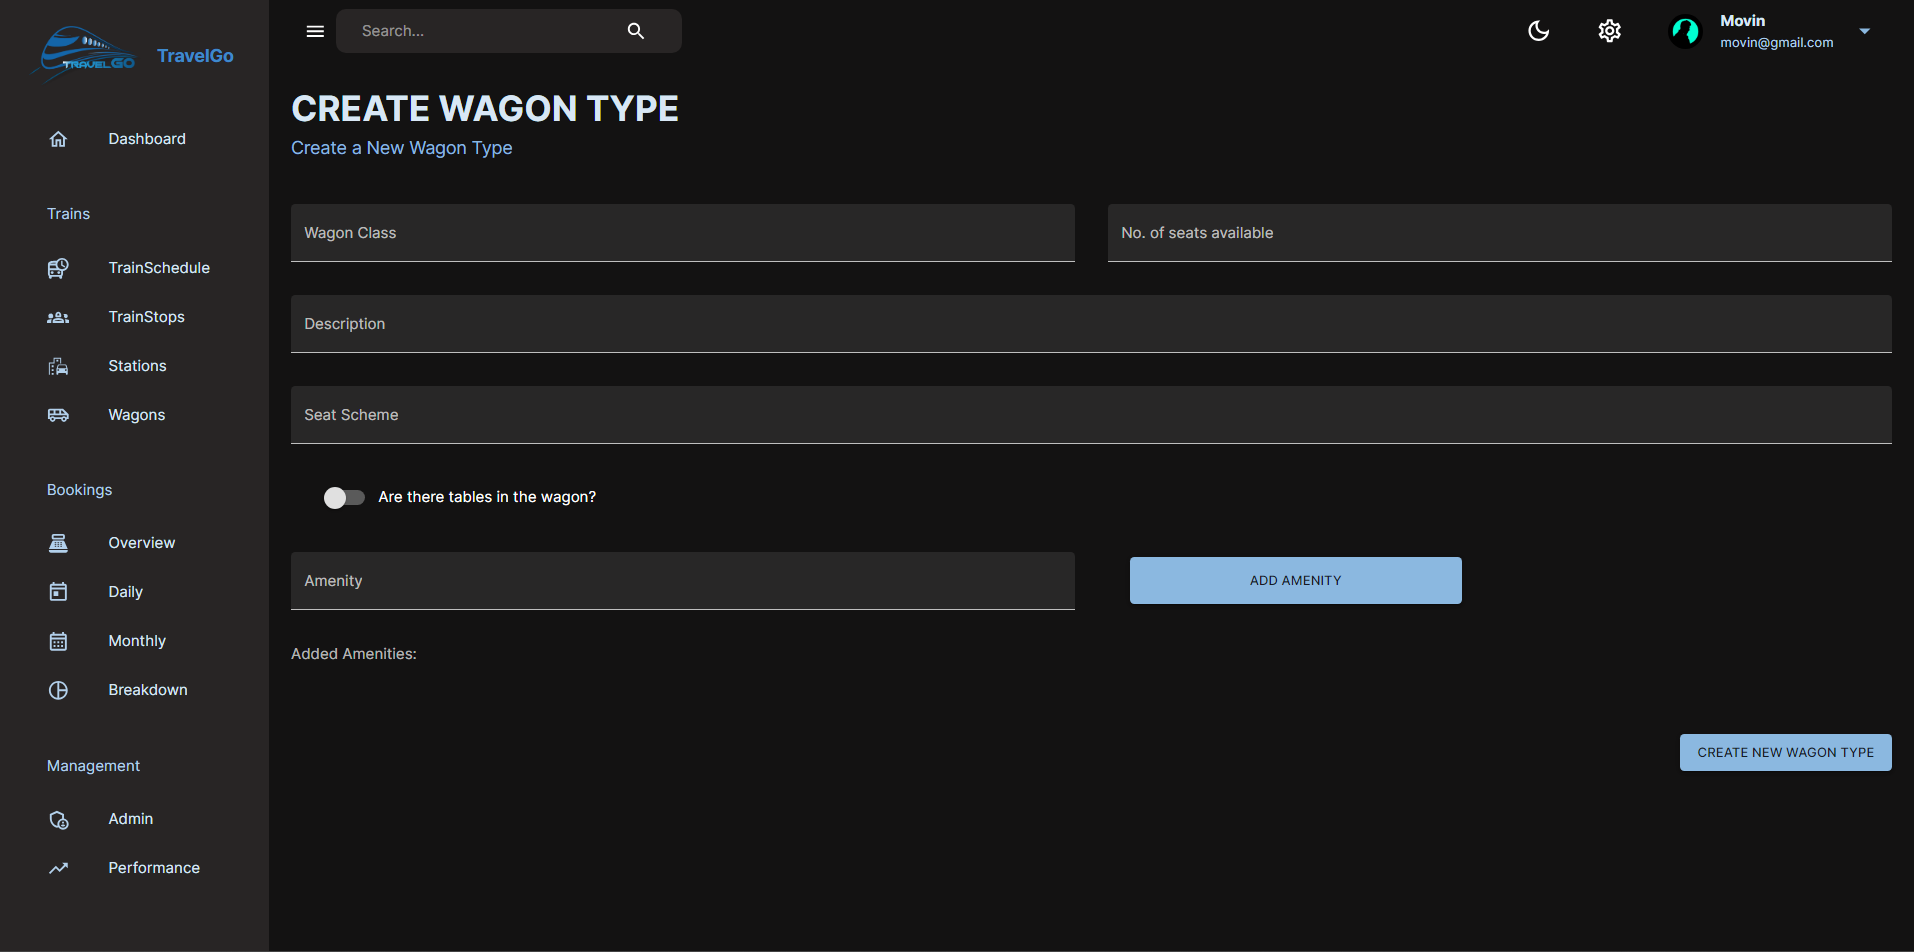 TRAVELGO
TravelGo
Dashboard
Trains
TrainSchedule
TrainStops
Stations
Wagons
Bookings
Overview
Daily
Monthly
Breakdown
Management
Admin
Performance
Search...
Movin
movin@gmail.com
CREATE WAGON TYPE
Create a New Wagon Type
Wagon Class
No. of seats available
Description
Seat Scheme
Are there tables in the wagon?
Amenity
ADD AMENITY
Added Amenities:
CREATE NEW WAGON TYPE